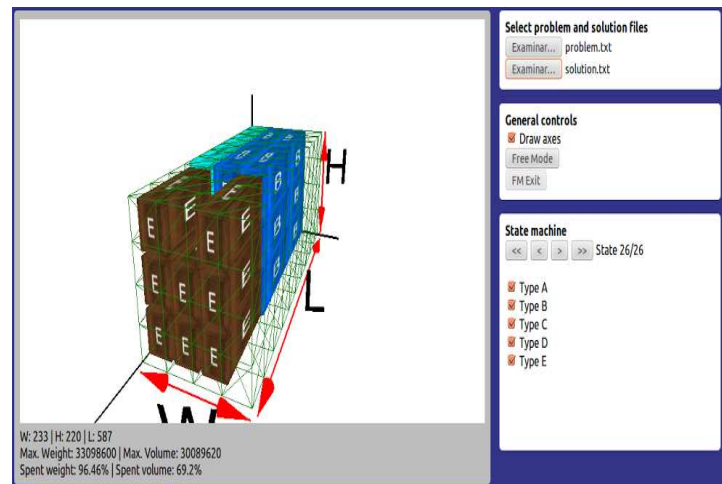 Select problem and solution files
Examinar... problem.txt
Examinar... solution.txt
General controls
Draw axes
Free Mode
FM Exit
State machine
<< < > >> State 26/26
Type A
Type B
Type C
Type D
Type E
H
L
W
E E
E E E
E E E
W: 233 | H: 220 | L: 587
Max. Weight: 33098600 | Max. Volume: 30089620
Spent weight: 96.46% | Spent volume: 69.2%